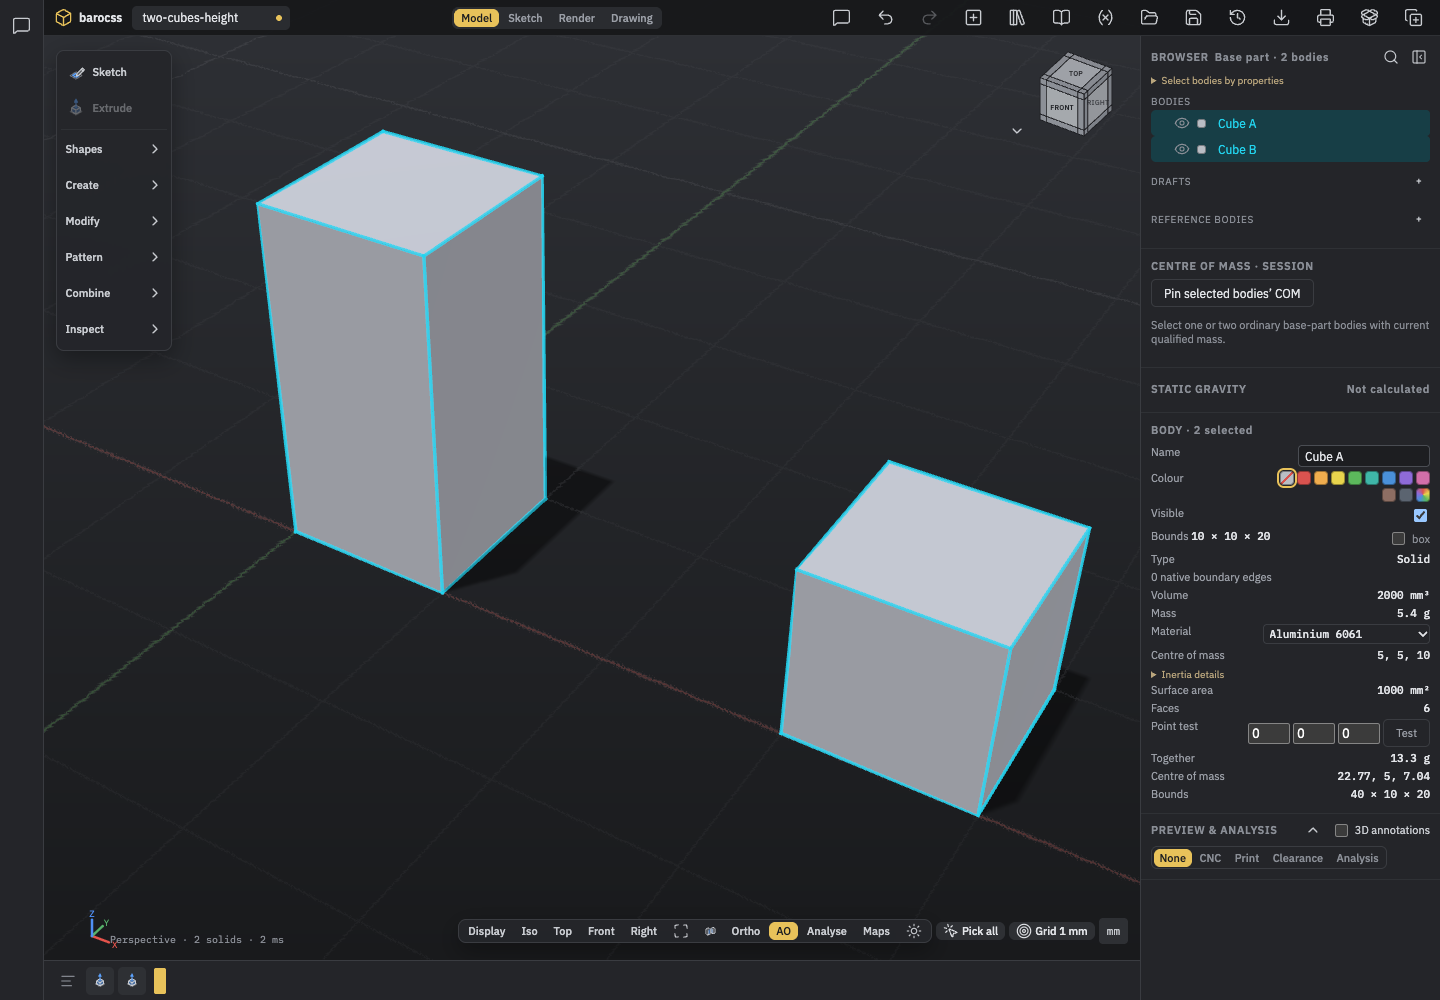 barocss
two-cubes-height
Model
Sketch
Render
Drawing
Sketch
Extrude
Shapes
Create
Modify
Pattern
Combine
Inspect
TOP
FRONT
RIGHT
BROWSER Base part · 2 bodies
Select bodies by properties
BODIES
Cube A
Cube B
DRAFTS +
REFERENCE BODIES +
CENTRE OF MASS · SESSION
Pin selected bodies’ COM
Select one or two ordinary base-part bodies with current
qualified mass.
STATIC GRAVITY Not calculated
BODY · 2 selected
Name Cube A
Colour
Visible
Bounds 10 × 10 × 20 box
Type Solid
0 native boundary edges
Volume 2000 mm³
Mass 5.4 g
Material Aluminium 6061
Centre of mass 5, 5, 10
Inertia details
Surface area 1000 mm²
Faces 6
Point test 0 0 0 Test
Together 13.3 g
Centre of mass 22.77, 5, 7.04
Bounds 40 × 10 × 20
PREVIEW & ANALYSIS 3D annotations
None CNC Print Clearance Analysis
Z
Y
X
Perspective · 2 solids · 2 ms
Display Iso Top Front Right Ortho AO Analyse Maps Pick all Grid 1 mm mm